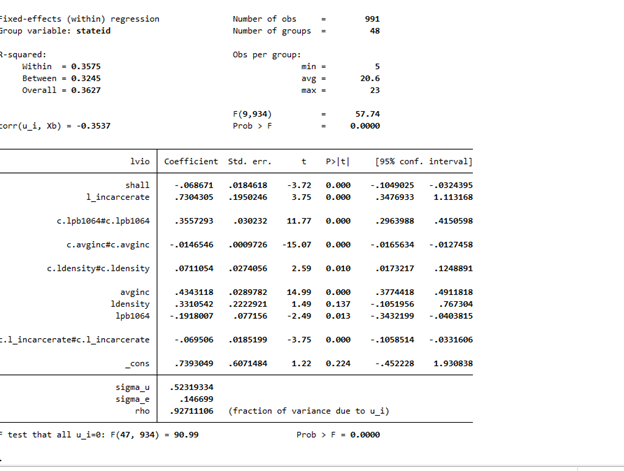 Fixed-effects (within) regression Number of obs = 991
Group variable: stateid Number of groups = 48
R-squared: Obs per group:
Within = 0.3575 min = 5
Between = 0.3245 avg = 20.6
Overall = 0.3627 max = 23
F(9,934) = 57.74
corr(u_i, Xb) = -0.3537 Prob > F = 0.0000
lvio Coefficient Std. err. t P>|t| [95% conf. interval]
shall -.068671 .0184618 -3.72 0.000 -.1049025 -.0324395
l_incarcerate .7304305 .1950246 3.75 0.000 .3476933 1.113168
c.lpb1064#c.lpb1064 .3557293 .030232 11.77 0.000 .2963988 .4150598
c.avginc#c.avginc -.0146546 .0009726 -15.07 0.000 -.0165634 -.0127458
c.ldensity#c.ldensity .0711054 .0274056 2.59 0.010 .0173217 .1248891
avginc .4343118 .0289782 14.99 0.000 .3774418 .4911818
ldensity .3310542 .2222921 1.49 0.137 -.1051956 .767304
lpb1064 -.1918007 .077156 -2.49 0.013 -.3432199 -.0403815
c.l_incarcerate#c.l_incarcerate -.069506 .0185199 -3.75 0.000 -.1058514 -.0331606
_cons .7393049 .6071484 1.22 0.224 -.452228 1.930838
sigma_u .52319334
sigma_e .146699
rho .92711106 (fraction of variance due to u_i)
F test that all u_i=0: F(47, 934) = 90.99 Prob > F = 0.0000
.